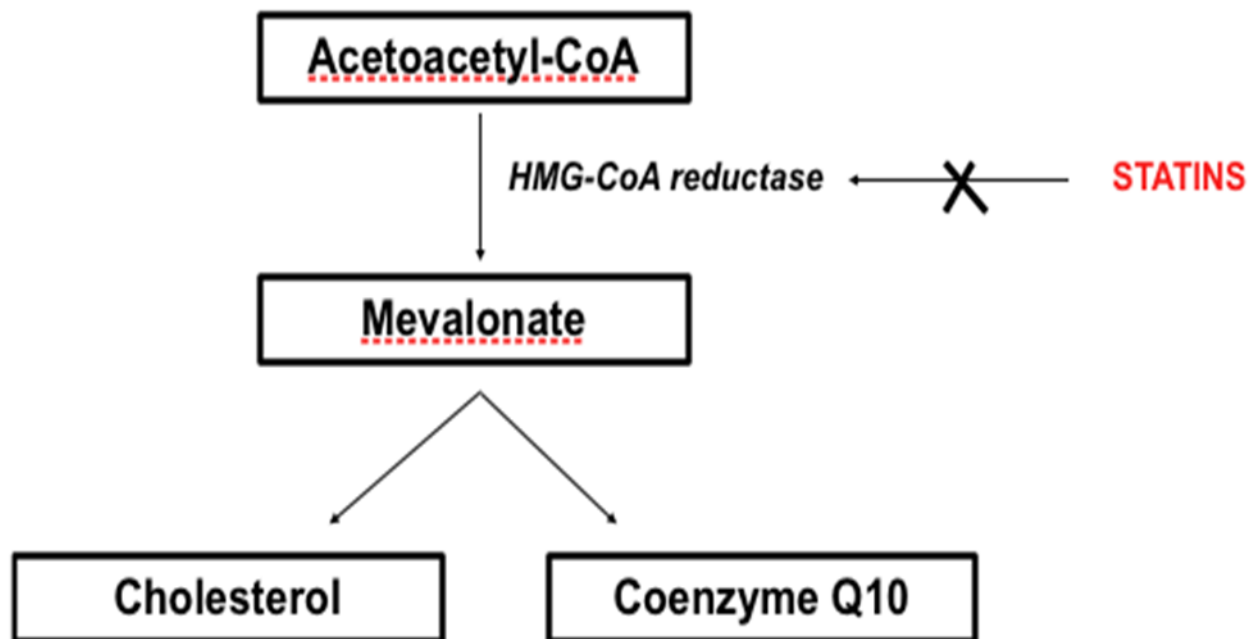 Acetoacetyl-CoA
HMG-CoA reductase
STATINS
Mevalonate
Cholesterol
Coenzyme Q10